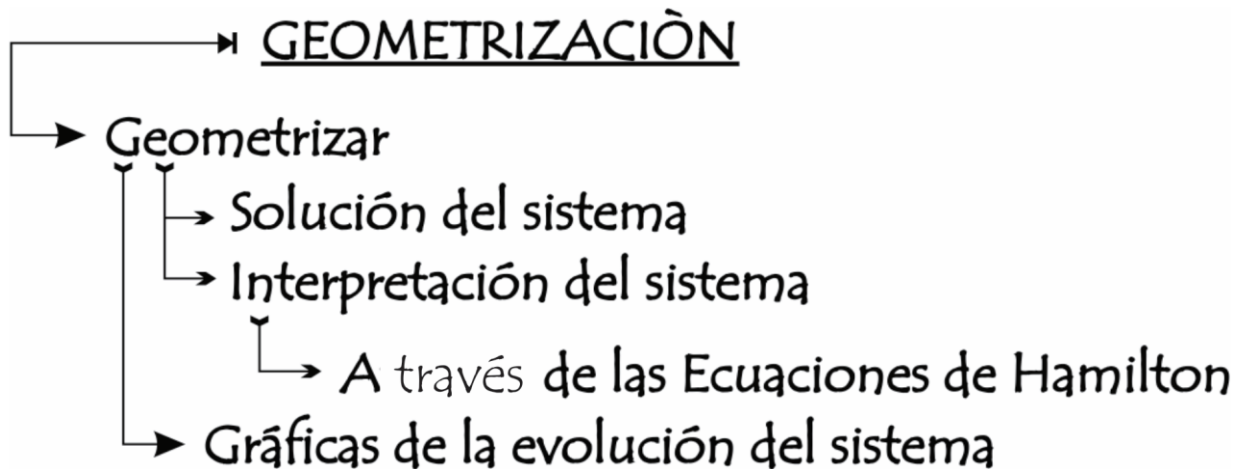 GEOMETRIZACIÒN
Geometrizar
Solución del sistema
Interpretación del sistema
A través de las Ecuaciones de Hamilton
Gráficas de la evolución del sistema